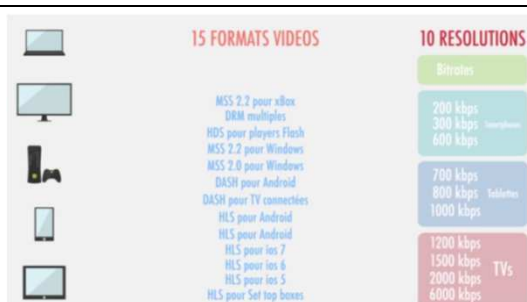 15 FORMATS VIDEOS
MSS 2.2 pour xBox
DRM multiples
HDS pour players Flash
MSS 2.2 pour Windows
MSS 2.0 pour Windows
DASH pour Android
DASH pour TV connectées
HLS pour Android
HLS pour Android
HLS pour ios 7
HLS pour ios 6
HLS pour ios 5
HLS pour Set top boxes
10 RESOLUTIONS
Bitrates
200 kbps
300 kbps Smartphones
600 kbps
700 kbps
800 kbps Tablettes
1000 kbps
1200 kbps
1500 kbps TVs
2000 kbps
6000 kbps